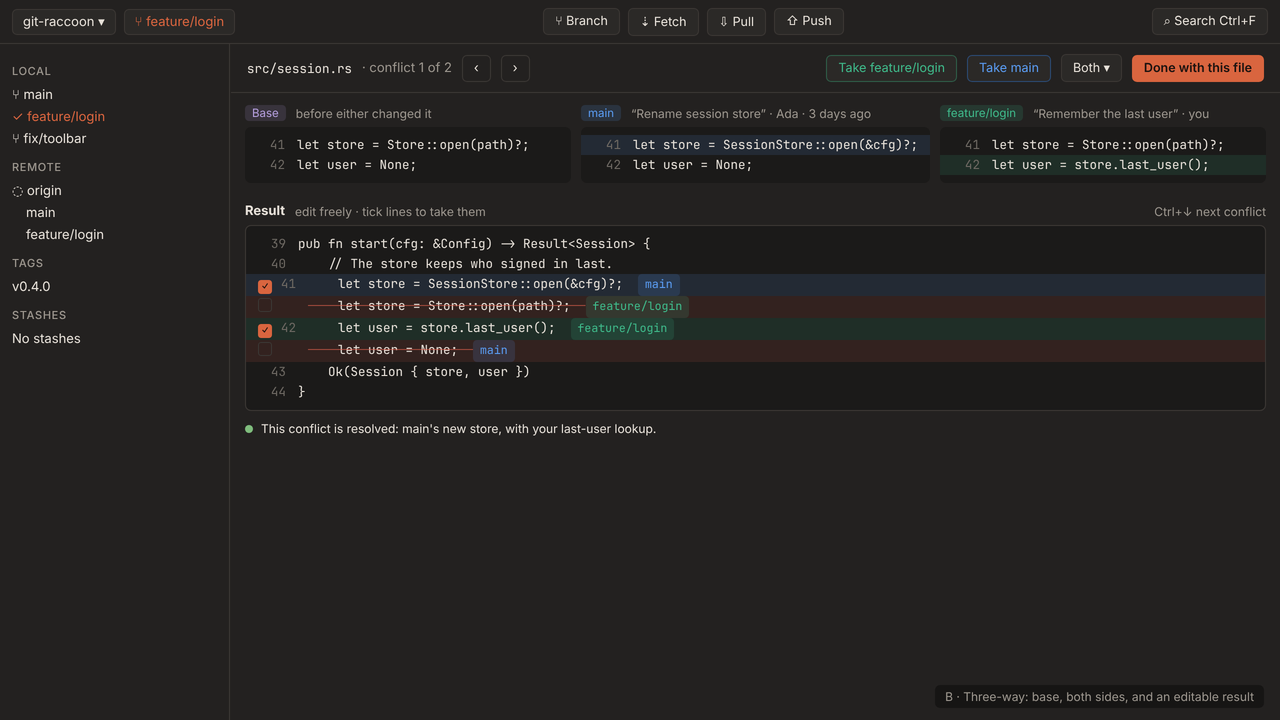 git-raccoon ▾
⑂ feature/login
⑂ Branch
⇣ Fetch
⇩ Pull
⇧ Push
⌕ Search Ctrl+F
LOCAL
⑂ main
✓ feature/login
⑂ fix/toolbar
REMOTE
origin
main
feature/login
TAGS
v0.4.0
STASHES
No stashes
src/session.rs · conflict 1 of 2 ‹ ›
Take feature/login
Take main
Both ▾
Done with this file
Base before either changed it
41 let store = Store::open(path)?;
42 let user = None;
main “Rename session store” · Ada · 3 days ago
41 let store = SessionStore::open(&cfg)?;
42 let user = None;
feature/login “Remember the last user” · you
41 let store = Store::open(path)?;
42 let user = store.last_user();
Result edit freely · tick lines to take them
Ctrl+↓ next conflict
39 pub fn start(cfg: &Config) -> Result<Session> {
40 // The store keeps who signed in last.
✓ 41 let store = SessionStore::open(&cfg)?; main
let store = Store::open(path)?; feature/login
✓ 42 let user = store.last_user(); feature/login
let user = None; main
43 Ok(Session { store, user })
44 }
This conflict is resolved: main's new store, with your last-user lookup.
B · Three-way: base, both sides, and an editable result